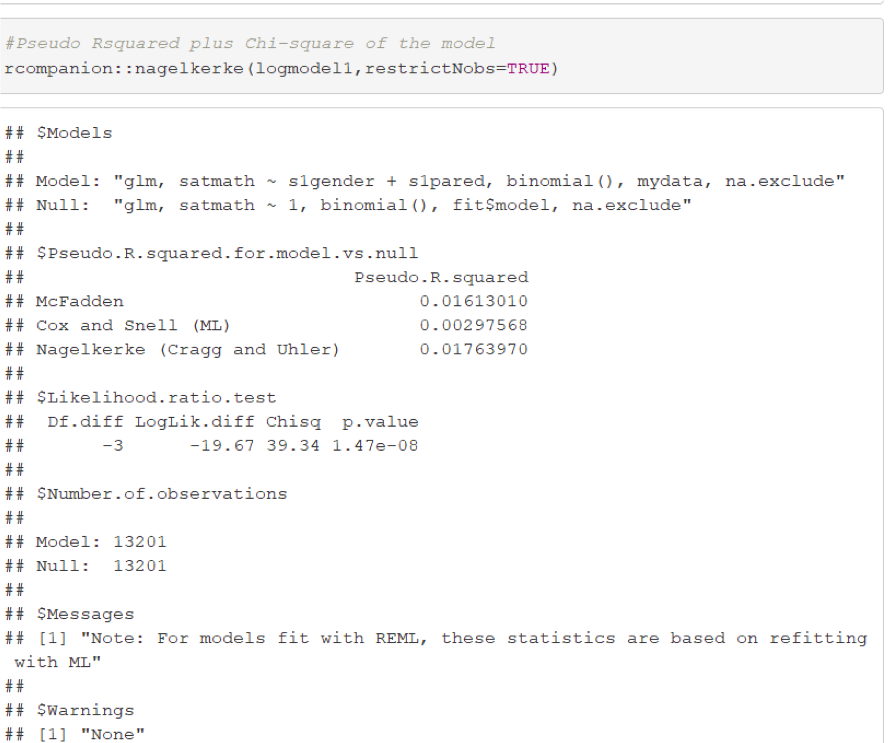 #Pseudo Rsquared plus Chi-square of the model
rcompanion::nagelkerke(logmodel1,restrictNobs=TRUE)
## $Models
##
## Model: "glm, satmath ~ s1gender + s1pared, binomial(), mydata, na.exclude"
## Null:  "glm, satmath ~ 1, binomial(), fit$model, na.exclude"
##
## $Pseudo.R.squared.for.model.vs.null
##                              Pseudo.R.squared
## McFadden                           0.01613010
## Cox and Snell (ML)                 0.00297568
## Nagelkerke (Cragg and Uhler)       0.01763970
##
## $Likelihood.ratio.test
##  Df.diff LogLik.diff Chisq  p.value
##       -3      -19.67 39.34 1.47e-08
##
## $Number.of.observations
##
## Model: 13201
## Null:  13201
##
## $Messages
## [1] "Note: For models fit with REML, these statistics are based on refitting
 with ML"
##
## $Warnings
## [1] "None"